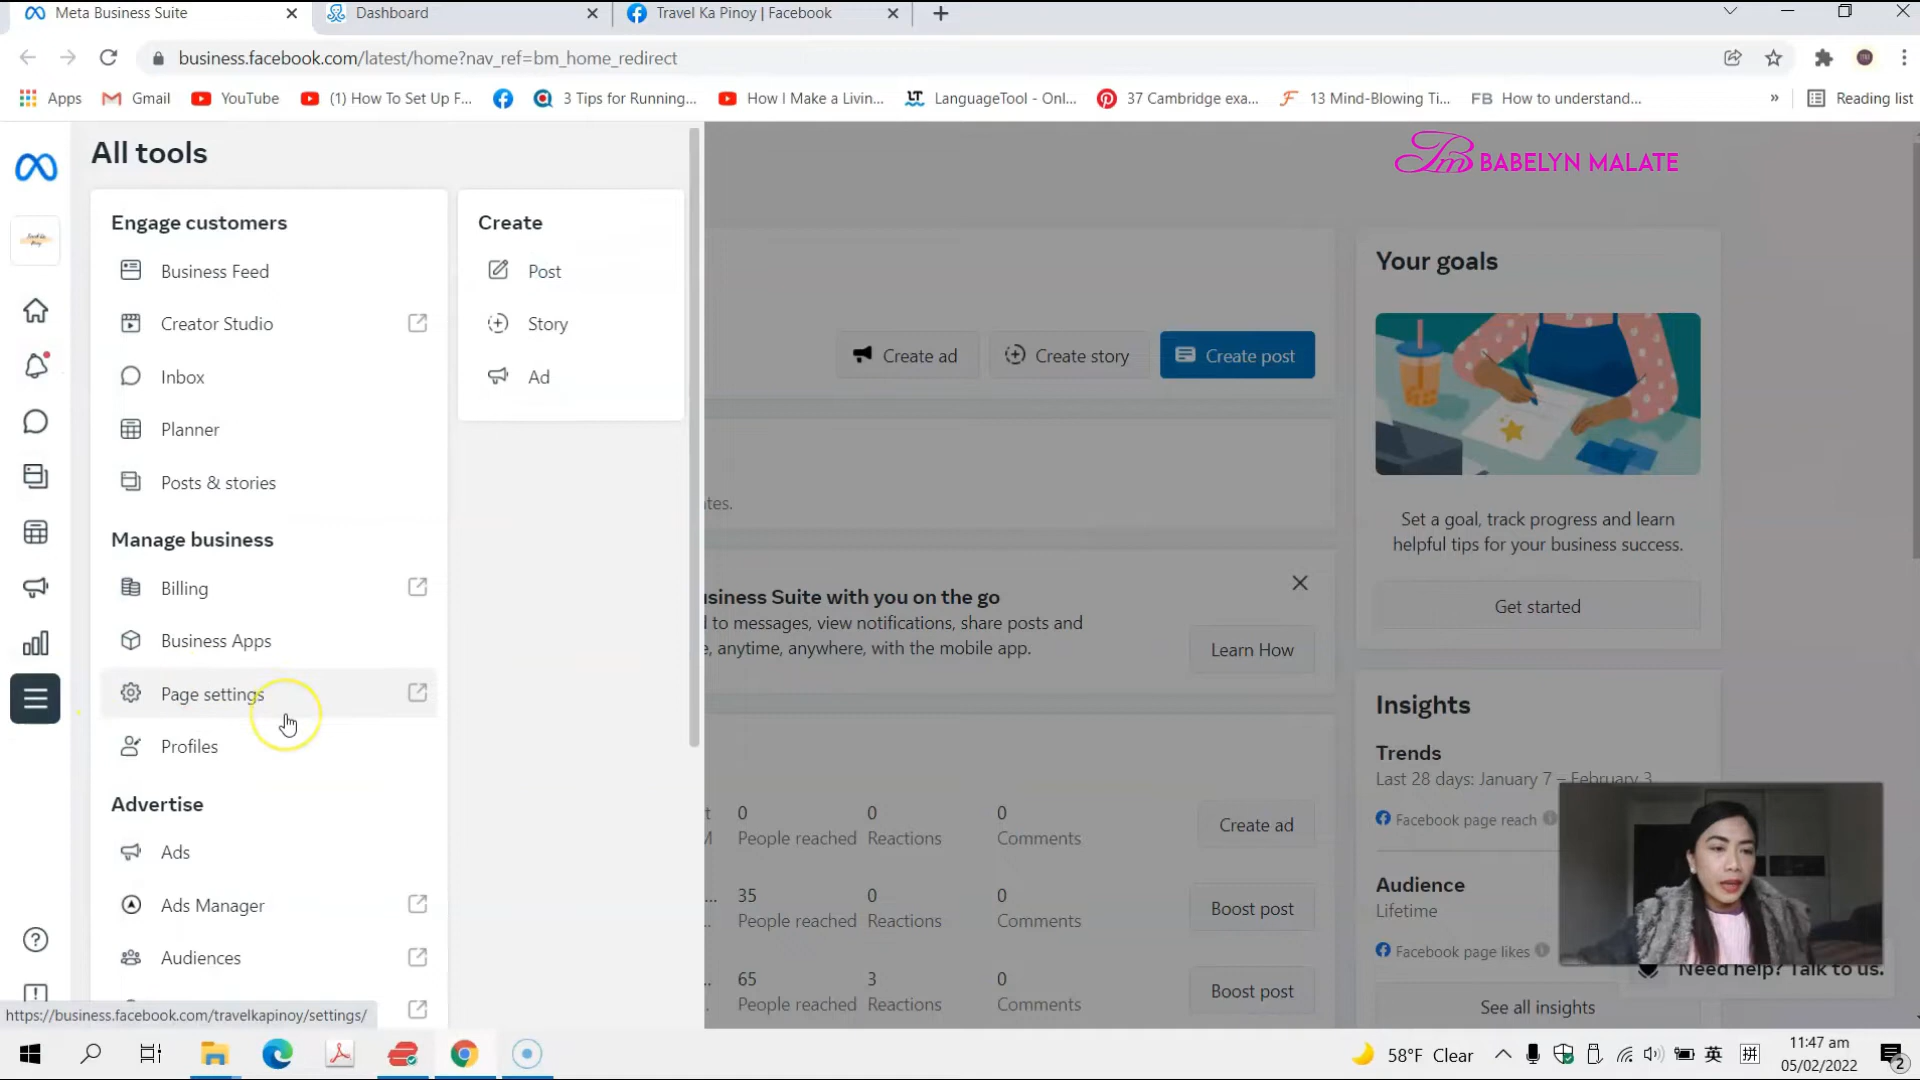 Meta Business Suite
Dashboard
Travel Ka Pinoy | Facebook
business.facebook.com/latest/home?nav_ref=bm_home_redirect
Apps
Gmail
YouTube
(1) How To Set Up F...
3 Tips for Running...
How I Make a Livin...
LanguageTool - Onl...
37 Cambridge exa...
13 Mind-Blowing Ti...
FB How to understand...
»
Reading list
All tools
BABELYN MALATE
Engage customers
Business Feed
Creator Studio
Inbox
Planner
Posts & stories
Manage business
Billing
Business Apps
Page settings
Profiles
Advertise
Ads
Ads Manager
Audiences
Create
Post
Story
Ad
Create ad
Create story
Create post
tes.
siness Suite with you on the go
d to messages, view notifications, share posts and
e, anytime, anywhere, with the mobile app.
Learn How
0
People reached
0
Reactions
0
Comments
Create ad
35
People reached
0
Reactions
0
Comments
Boost post
65
People reached
3
Reactions
0
Comments
Boost post
Your goals
Set a goal, track progress and learn
helpful tips for your business success.
Get started
Insights
Trends
Last 28 days: January 7 – February 3
Facebook page reach
Audience
Lifetime
Facebook page likes
Need help? Talk to us.
See all insights
https://business.facebook.com/travelkapinoy/settings/
58°F Clear
英
拼
11:47 am
05/02/2022
2